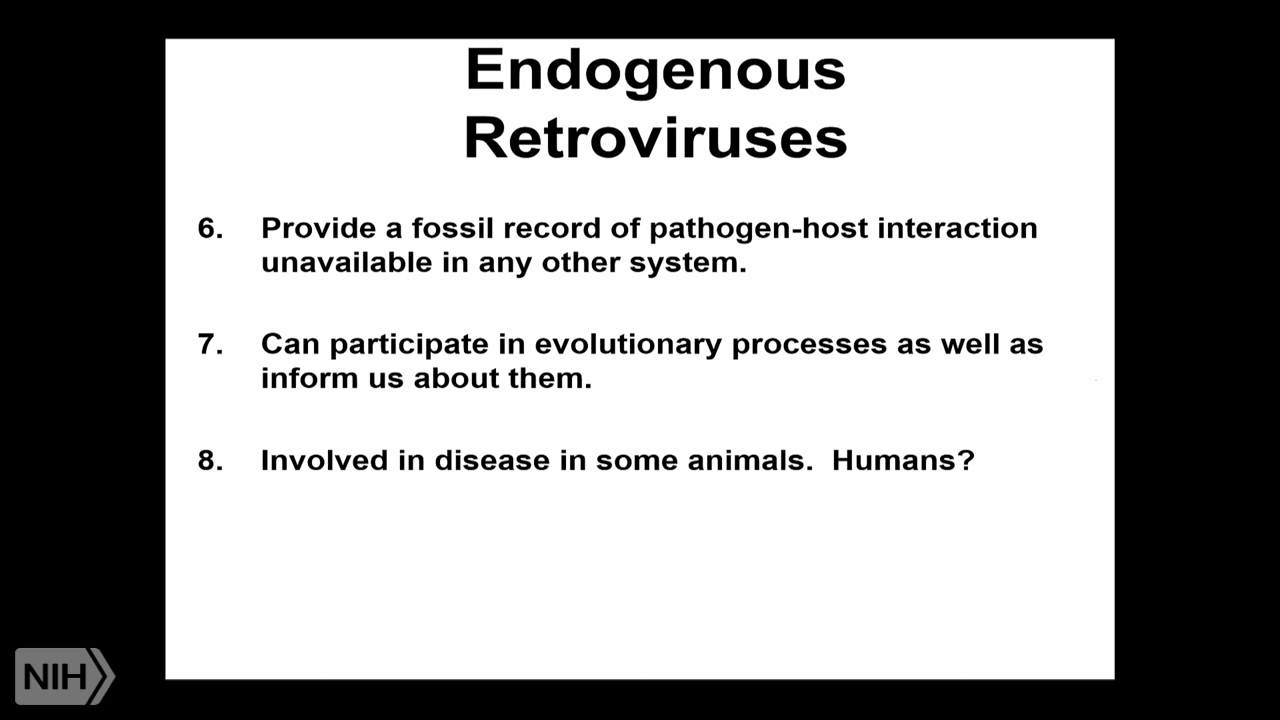 Endogenous
Retroviruses
6. Provide a fossil record of pathogen-host interaction
unavailable in any other system.
7. Can participate in evolutionary processes as well as
inform us about them.
8. Involved in disease in some animals.  Humans?
NIH